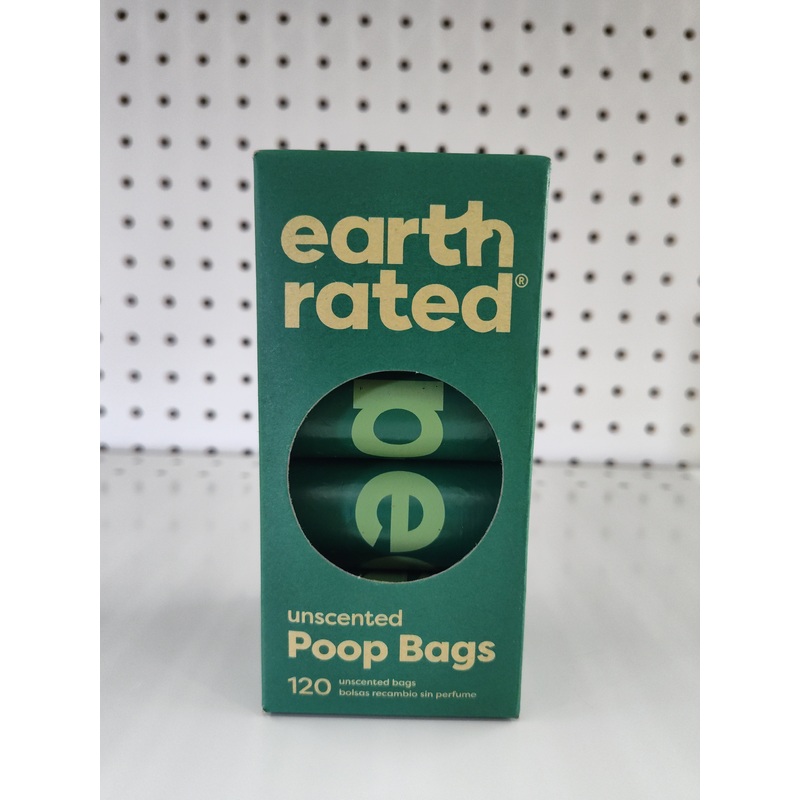 earth
rated®
d
e
unscented
Poop Bags
120 unscented bags
bolsas recambio sin perfume